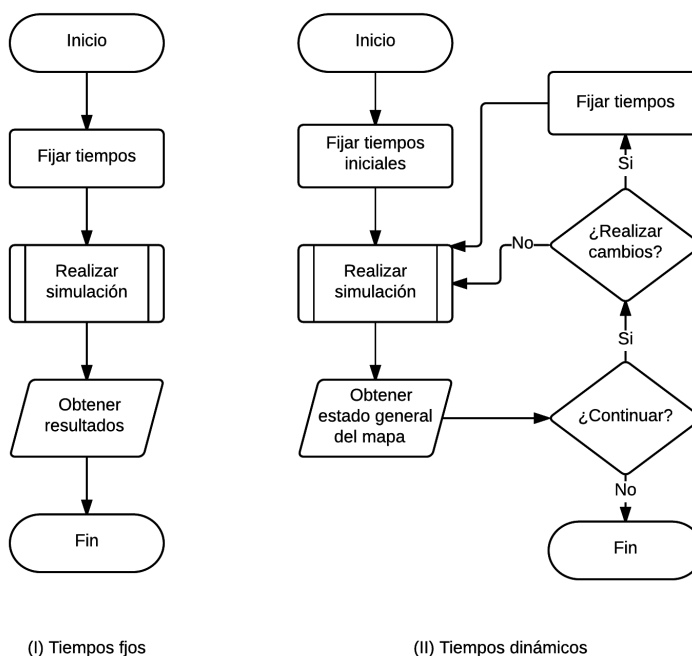 Inicio
Fijar tiempos
Realizar
simulación
Obtener
resultados
Fin
(I) Tiempos fjos
Inicio
Fijar tiempos
iniciales
Realizar
simulación
Obtener
estado general
del mapa
¿Continuar?
Si
No
¿Realizar
cambios?
Si
No
Fijar tiempos
Fin
(II) Tiempos dinámicos